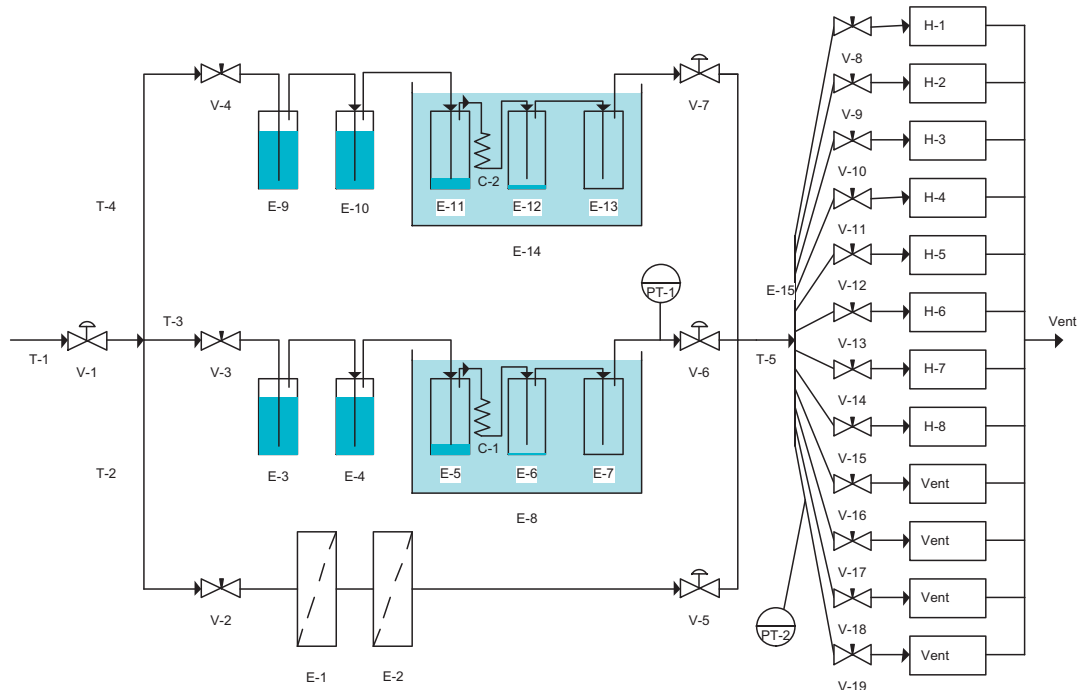 H-1
V-8
V-4
V-7
H-2
V-9
H-3
V-10
C-2
H-4
T-4
E-9
E-10
E-11
E-12
E-13
V-11
E-14
H-5
V-12
E-15
PT-1
H-6
T-3
Vent
T-1
V-1
V-3
V-6
T-5
V-13
H-7
V-14
H-8
C-1
T-2
E-3
E-4
E-5
E-6
E-7
V-15
Vent
E-8
V-16
Vent
V-17
Vent
V-2
V-5
V-18
PT-2
Vent
E-1
E-2
V-19